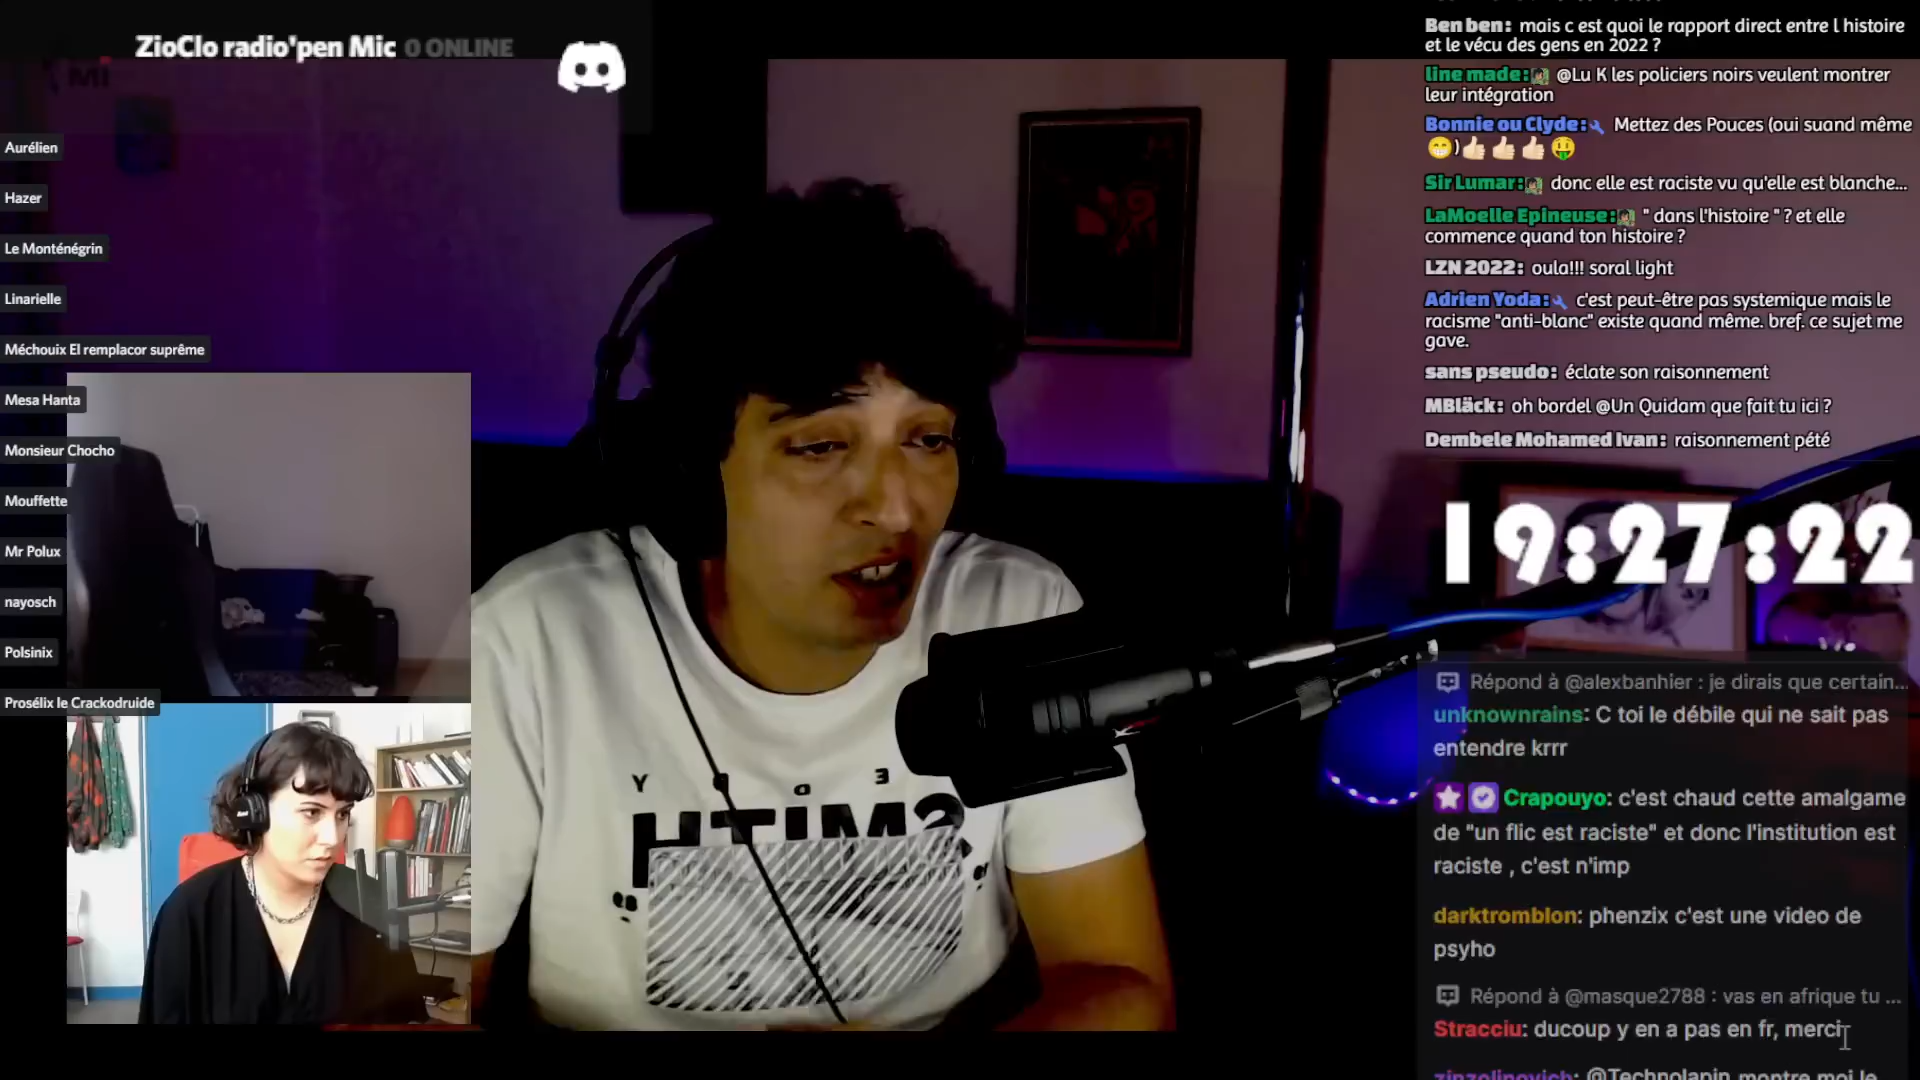 ZioClo radio'pen Mic 0 ONLINE
Mi
Aurélien
Hazer
Le Monténégrin
Linarielle
Méchouix El remplacor suprême
Mesa Hanta
Monsieur Chocho
Mouffette
Mr Polux
nayosch
Polsinix
Prosélix le Crackodruide
HTIMS
Ben ben: mais c est quoi le rapport direct entre l histoire
et le vécu des gens en 2022 ?
line made: @Lu K les policiers noirs veulent montrer
leur intégration
Bonnie ou Clyde: Mettez des Pouces (oui suand même
😁)👍🏻👍🏻👍🏻🤑
Sir Lumar: donc elle est raciste vu qu'elle est blanche...
LaMoelle Epineuse: " dans l'histoire " ? et elle
commence quand ton histoire ?
LZN 2022: oula!!! soral light
Adrien Yoda: c'est peut-être pas systemique mais le
racisme "anti-blanc" existe quand même. bref. ce sujet me
gave.
sans pseudo: éclate son raisonnement
MBläck: oh bordel @Un Quidam que fait tu ici ?
Dembele Mohamed Ivan: raisonnement pété
19:27:22
Répond à @alexbanhier : je dirais que certain...
unknownrains: C toi le débile qui ne sait pas
entendre krrr
Crapouyo: c'est chaud cette amalgame
de "un flic est raciste" et donc l'institution est
raciste , c'est n'imp
darktromblon: phenzix c'est une video de
psyho
Répond à @masque2788 : vas en afrique tu ...
Stracciu: ducoup y en a pas en fr, merci
zinzolinovich: @Technolapin montre moi le